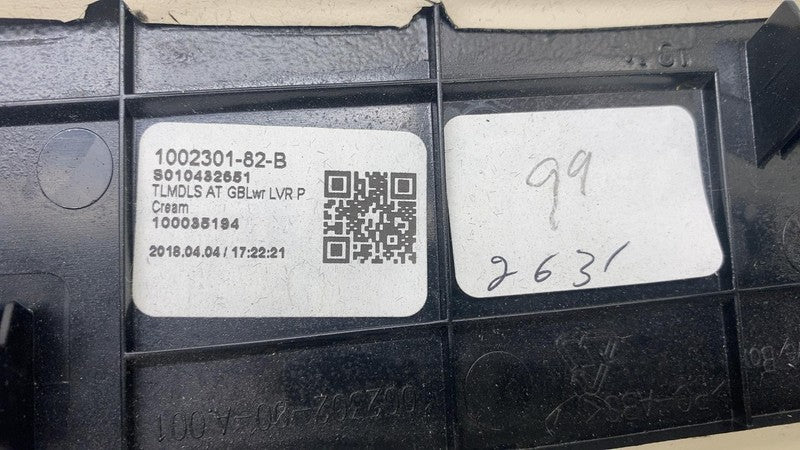 1002301-82-B
S010432651
TLMDLS AT GBLwr LVR P
Cream
100035194
2018.04.04 / 17:22:21
99
2631